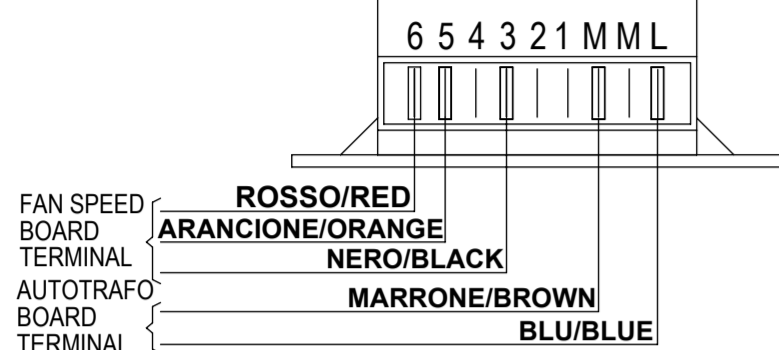 6 5 4 3 2 1 M M L
ROSSO/RED
FAN SPEED
BOARD
TERMINAL
ARANCIONE/ORANGE
NERO/BLACK
AUTOTRAFO
BOARD
TERMINAL
MARRONE/BROWN
BLU/BLUE